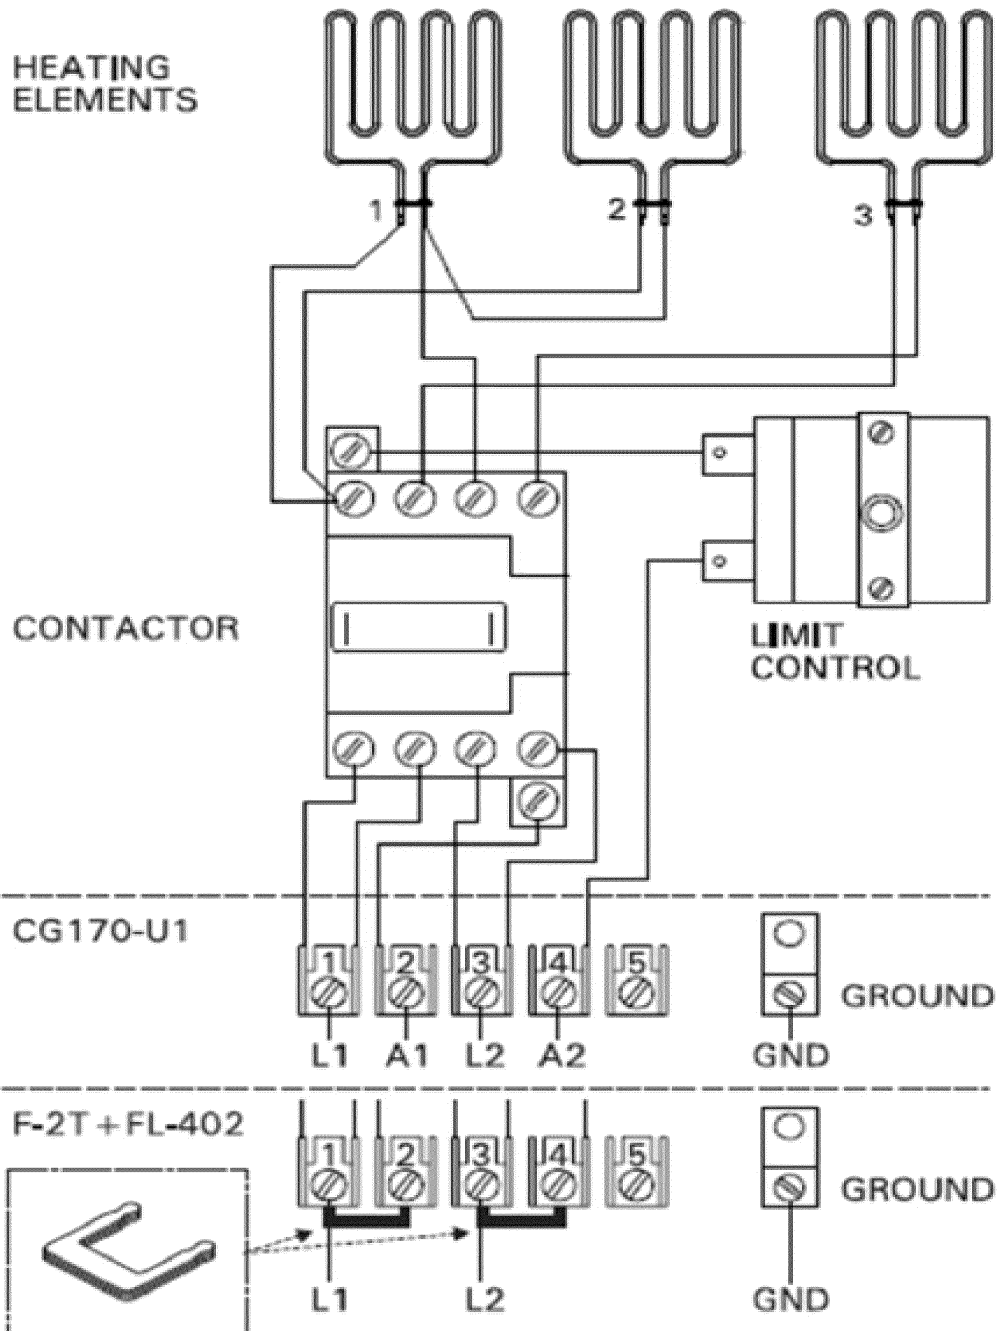 HEATING
ELEMENTS
1
2
3
CONTACTOR
LIMIT
CONTROL
CG170-U1
1 2 3 4 5
GROUND
L1 A1 L2 A2 GND
F-2T+FL-402
1 2 3 4 5
GROUND
L1 L2 GND